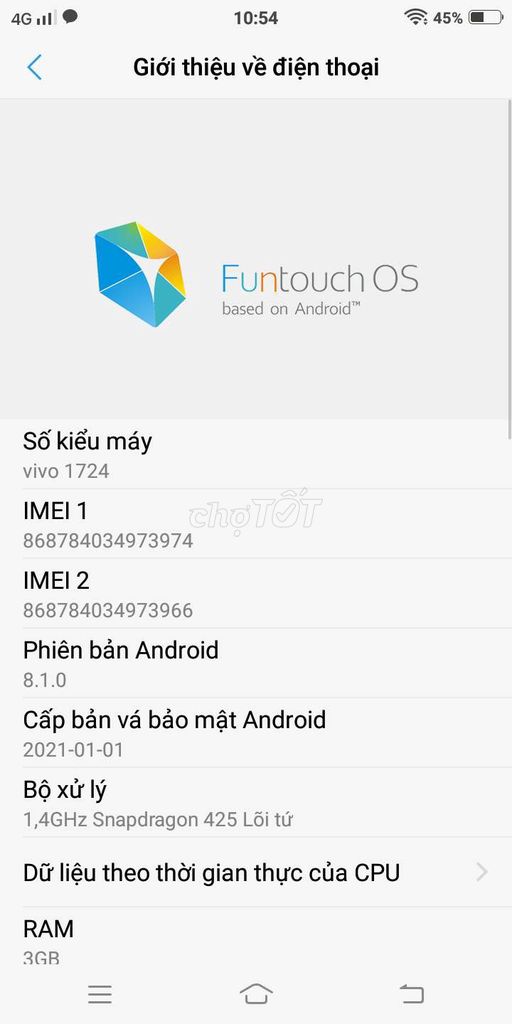 4G 10:54 45%
Giới thiệu về điện thoại
Funtouch OS
based on Android™
Số kiểu máy
vivo 1724
IMEI 1
chợTỐT
868784034973974
IMEI 2
868784034973966
Phiên bản Android
8.1.0
Cấp bản vá bảo mật Android
2021-01-01
Bộ xử lý
1,4GHz Snapdragon 425 Lõi tứ
Dữ liệu theo thời gian thực của CPU
RAM
3GB